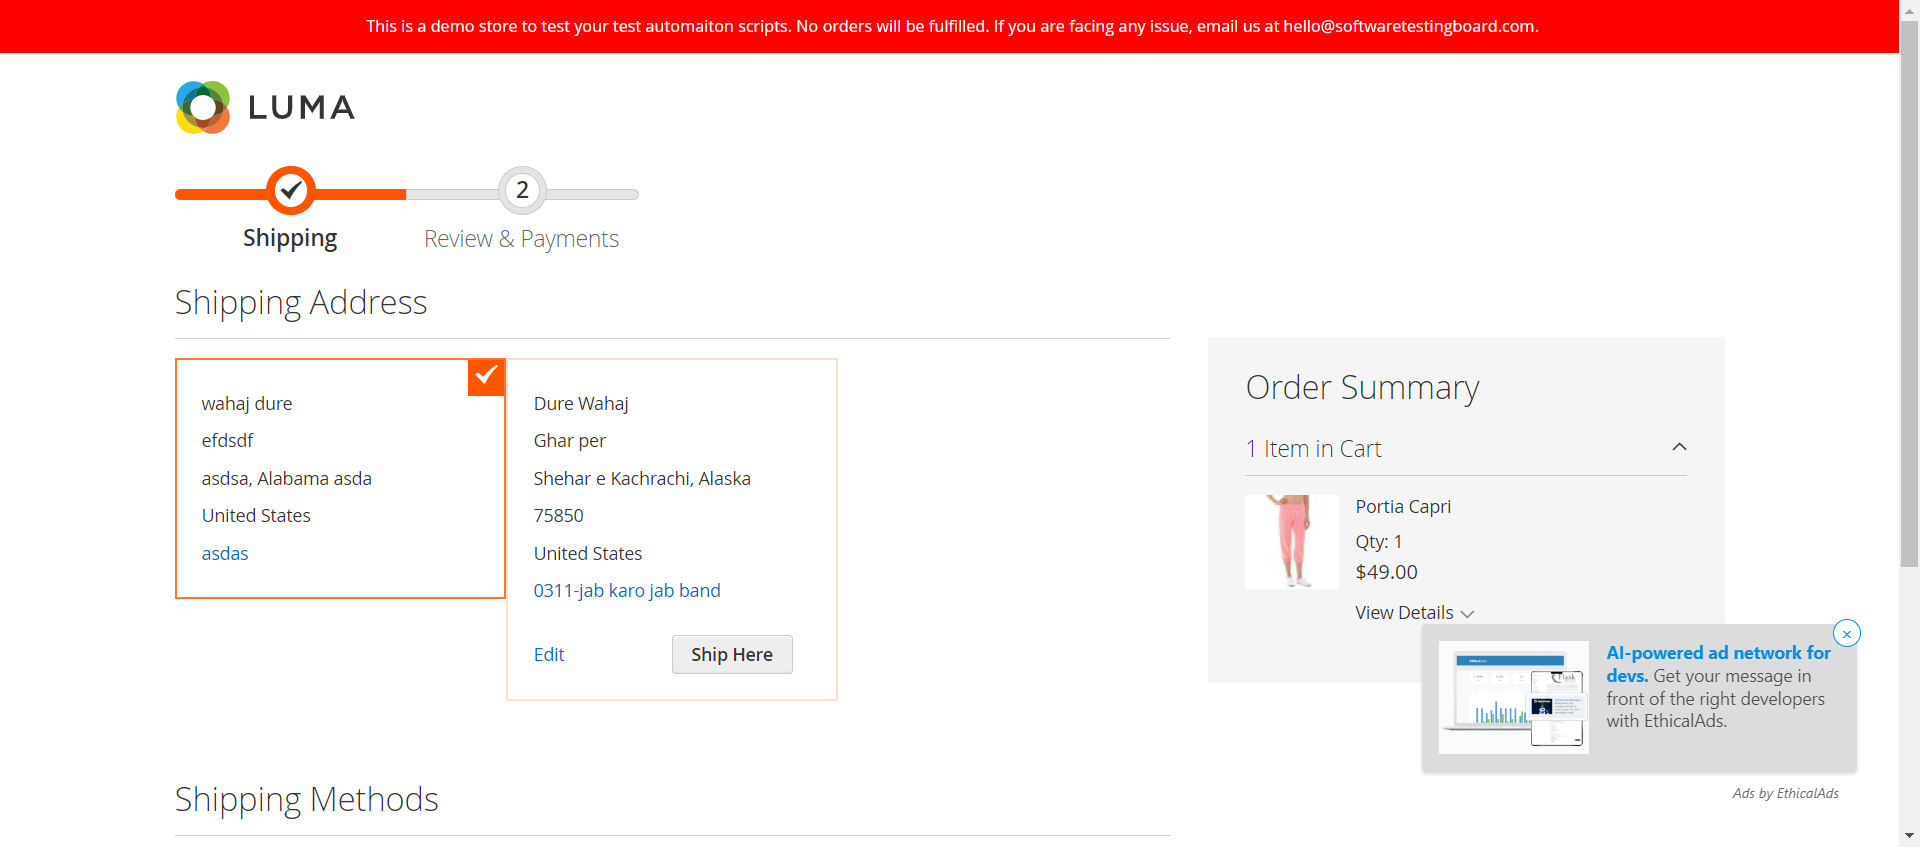 This is a demo store to test your test automaiton scripts. No orders will be fulfilled. If you are facing any issue, email us at hello@softwaretestingboard.com.
LUMA
2
Shipping
Review & Payments
Shipping Address
wahaj dure
efdsdf
asdsa, Alabama asda
United States
asdas
Dure Wahaj
Ghar per
Shehar e Kachrachi, Alaska
75850
United States
0311-jab karo jab band
Edit
Ship Here
Order Summary
1 Item in Cart
Portia Capri
Qty: 1
$49.00
View Details
AI-powered ad network for
devs. Get your message in
front of the right developers
with EthicalAds.
Ads by EthicalAds
Shipping Methods